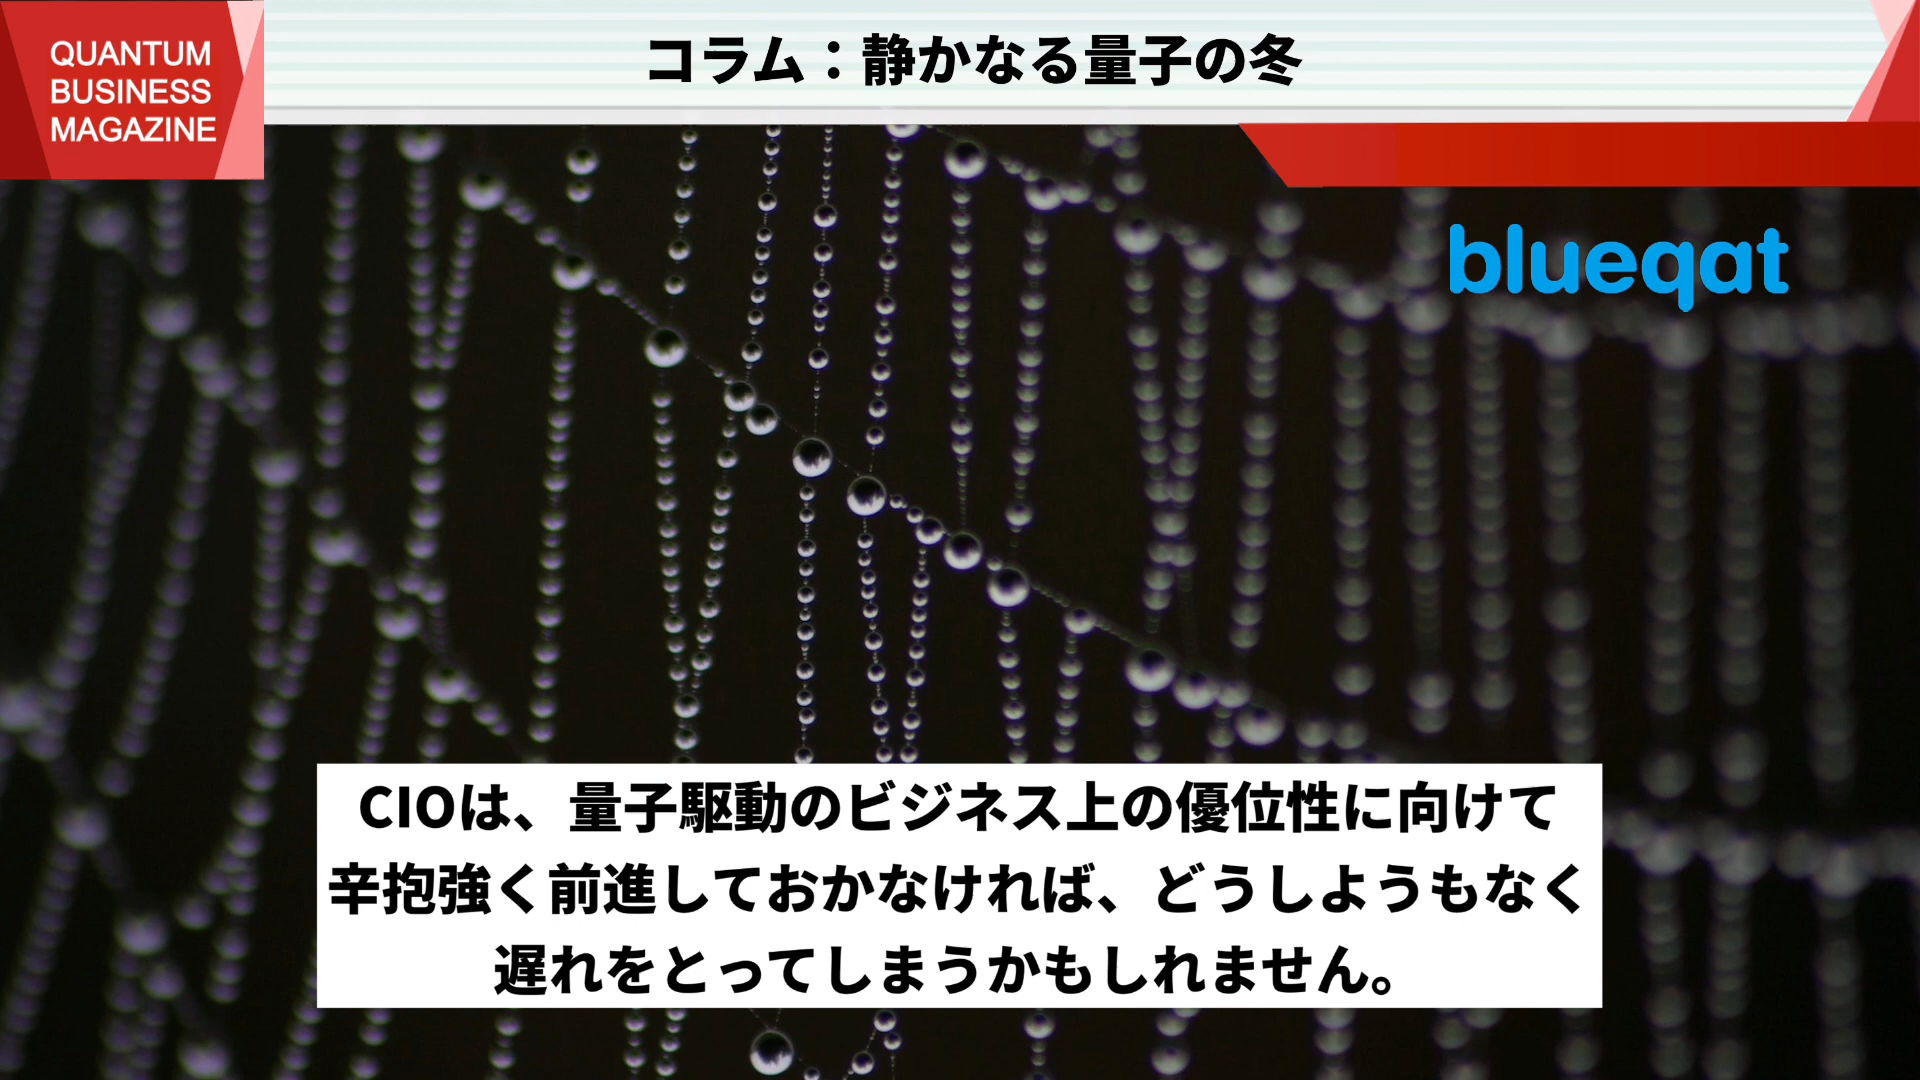 QUANTUM
BUSINESS
MAGAZINE
コラム：静かなる量子の冬
blueqat
CIOは、量子駆動のビジネス上の優位性に向けて
辛抱強く前進しておかなければ、どうしようもなく
遅れをとってしまうかもしれません。